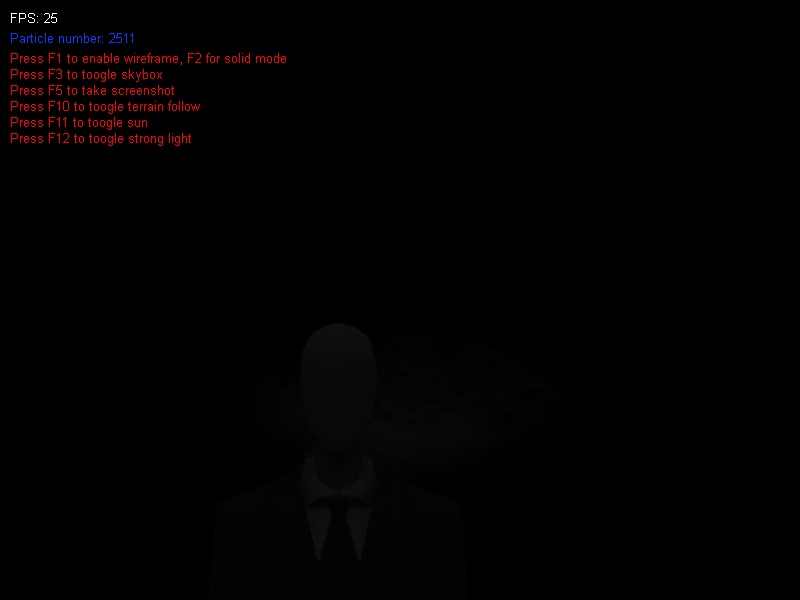 FPS: 25
Particle number: 2511
Press F1 to enable wireframe, F2 for solid mode
Press F3 to toogle skybox
Press F5 to take screenshot
Press F10 to toogle terrain follow
Press F11 to toogle sun
Press F12 to toogle strong light